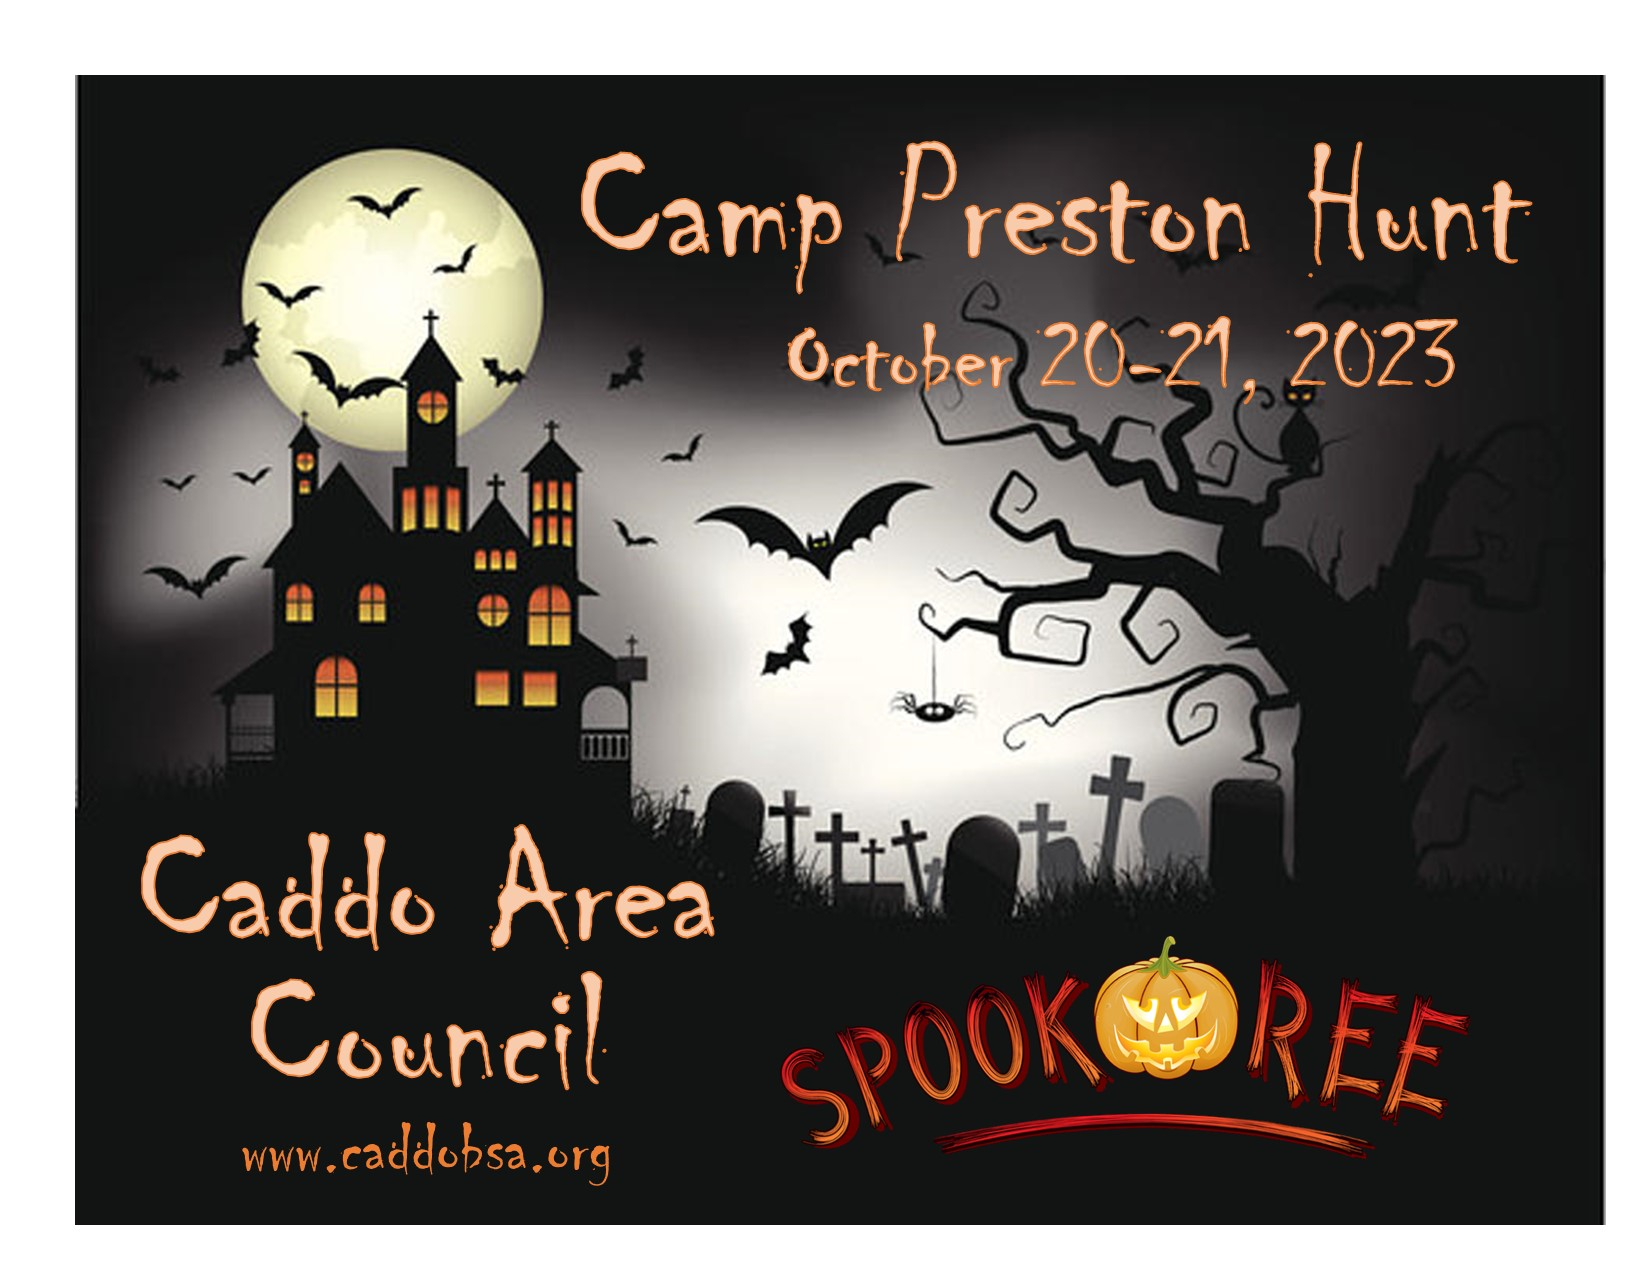 Camp Preston Hunt
October 20-21, 2023
Caddo Area
Council
www.caddobsa.org
SPOOKOREE